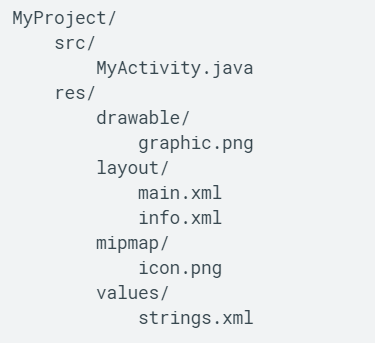 MyProject/
    src/
        MyActivity.java
    res/
        drawable/
            graphic.png
        layout/
            main.xml
            info.xml
        mipmap/
            icon.png
        values/
            strings.xml